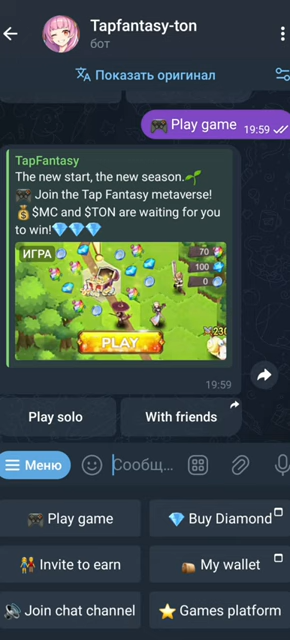 Tapfantasy-ton
бот
Показать оригинал
🎮 Play game 19:59
TapFantasy
The new start, the new season.🌱
🎮 Join the Tap Fantasy metaverse!
💰 $MC and $TON are waiting for you
to win!💎💎💎
ИГРА
70
100
0
230
PLAY
19:59
Play solo
With friends
Меню
Сообщ...
🎮 Play game
💎 Buy Diamond
👬 Invite to earn
👝 My wallet
🔊 Join chat channel
⭐ Games platform